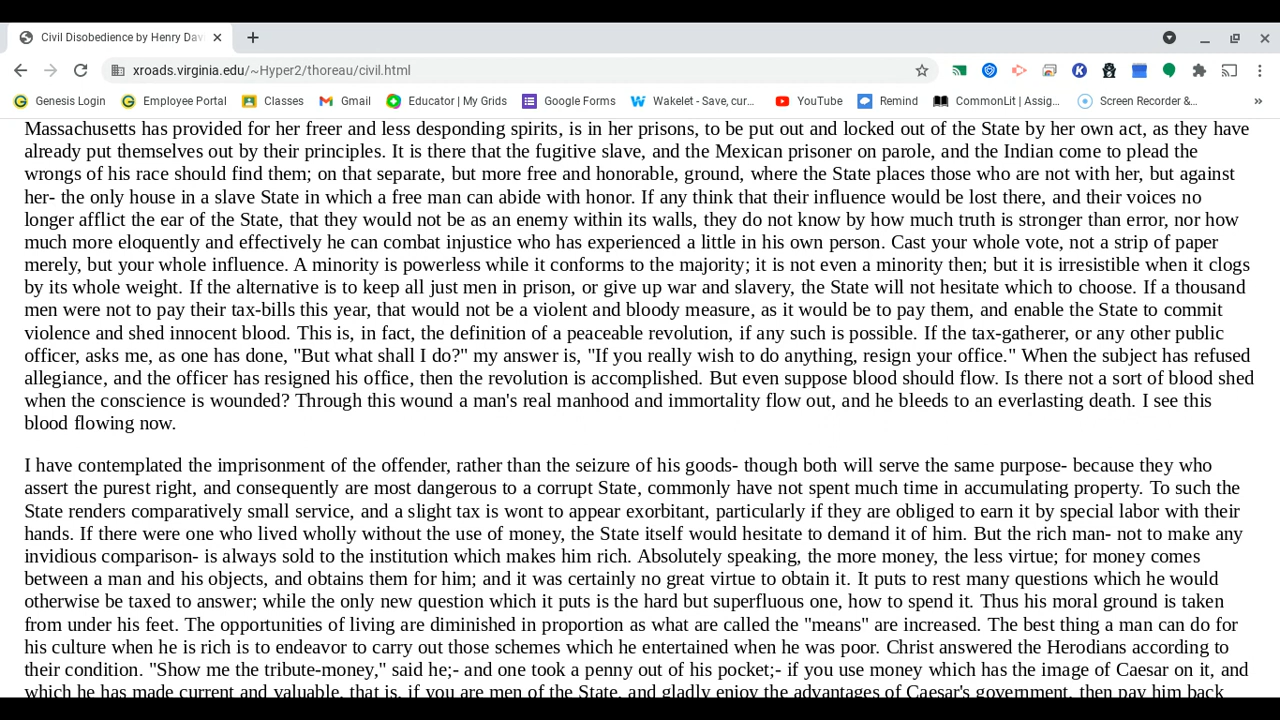 Civil Disobedience by Henry Dav
xroads.virginia.edu/~Hyper2/thoreau/civil.html
Genesis Login Employee Portal Classes Gmail Educator | My Grids Google Forms Wakelet - Save, cur... YouTube Remind CommonLit | Assig... Screen Recorder &... »
Massachusetts has provided for her freer and less desponding spirits, is in her prisons, to be put out and locked out of the State by her own act, as they have
already put themselves out by their principles. It is there that the fugitive slave, and the Mexican prisoner on parole, and the Indian come to plead the
wrongs of his race should find them; on that separate, but more free and honorable, ground, where the State places those who are not with her, but against
her- the only house in a slave State in which a free man can abide with honor. If any think that their influence would be lost there, and their voices no
longer afflict the ear of the State, that they would not be as an enemy within its walls, they do not know by how much truth is stronger than error, nor how
much more eloquently and effectively he can combat injustice who has experienced a little in his own person. Cast your whole vote, not a strip of paper
merely, but your whole influence. A minority is powerless while it conforms to the majority; it is not even a minority then; but it is irresistible when it clogs
by its whole weight. If the alternative is to keep all just men in prison, or give up war and slavery, the State will not hesitate which to choose. If a thousand
men were not to pay their tax-bills this year, that would not be a violent and bloody measure, as it would be to pay them, and enable the State to commit
violence and shed innocent blood. This is, in fact, the definition of a peaceable revolution, if any such is possible. If the tax-gatherer, or any other public
officer, asks me, as one has done, "But what shall I do?" my answer is, "If you really wish to do anything, resign your office." When the subject has refused
allegiance, and the officer has resigned his office, then the revolution is accomplished. But even suppose blood should flow. Is there not a sort of blood shed
when the conscience is wounded? Through this wound a man's real manhood and immortality flow out, and he bleeds to an everlasting death. I see this
blood flowing now.
I have contemplated the imprisonment of the offender, rather than the seizure of his goods- though both will serve the same purpose- because they who
assert the purest right, and consequently are most dangerous to a corrupt State, commonly have not spent much time in accumulating property. To such the
State renders comparatively small service, and a slight tax is wont to appear exorbitant, particularly if they are obliged to earn it by special labor with their
hands. If there were one who lived wholly without the use of money, the State itself would hesitate to demand it of him. But the rich man- not to make any
invidious comparison- is always sold to the institution which makes him rich. Absolutely speaking, the more money, the less virtue; for money comes
between a man and his objects, and obtains them for him; and it was certainly no great virtue to obtain it. It puts to rest many questions which he would
otherwise be taxed to answer; while the only new question which it puts is the hard but superfluous one, how to spend it. Thus his moral ground is taken
from under his feet. The opportunities of living are diminished in proportion as what are called the "means" are increased. The best thing a man can do for
his culture when he is rich is to endeavor to carry out those schemes which he entertained when he was poor. Christ answered the Herodians according to
their condition. "Show me the tribute-money," said he;- and one took a penny out of his pocket;- if you use money which has the image of Caesar on it, and
which he has made current and valuable, that is, if you are men of the State, and gladly enjoy the advantages of Caesar's government, then pay him back